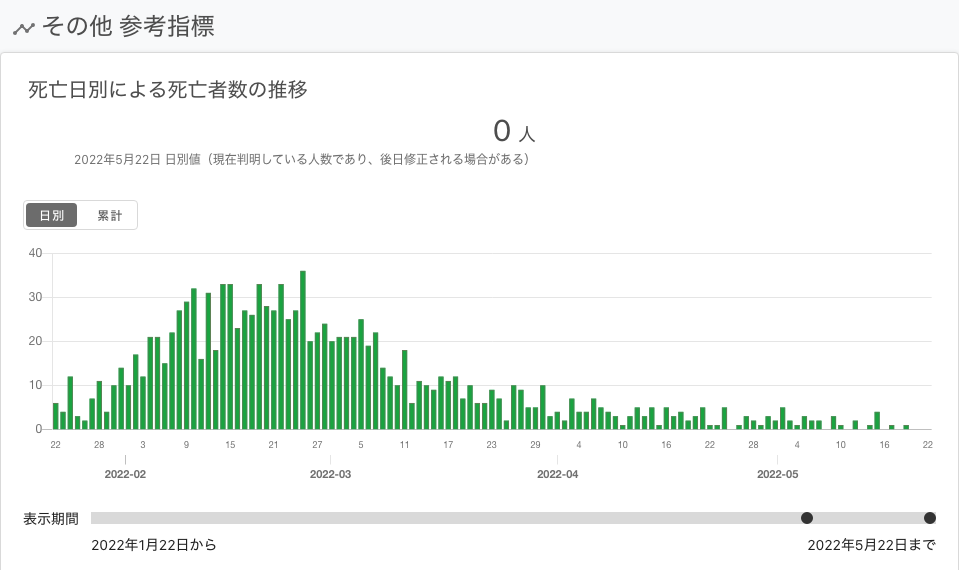 その他 参考指標
死亡日別による死亡者数の推移
0 人
2022年5月22日 日別値（現在判明している人数であり、後日修正される場合がある）
日別 累計
40
30
20
10
0
22 28 3 9 15 21 27 5 11 17 23 29 4 10 16 22 28 4 10 16 22
2022-02 2022-03 2022-04 2022-05
表示期間
2022年1月22日から 2022年5月22日まで